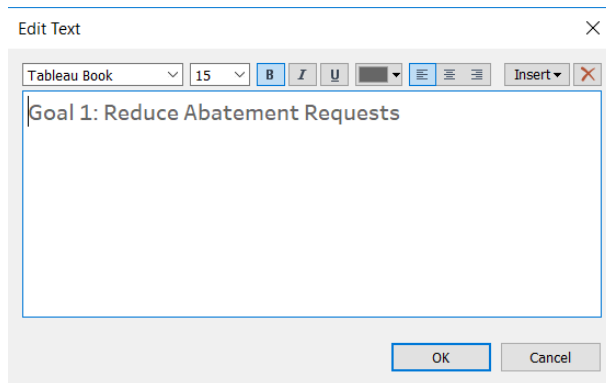 Edit Text
Tableau Book 15 B I U Insert
Goal 1: Reduce Abatement Requests
OK Cancel